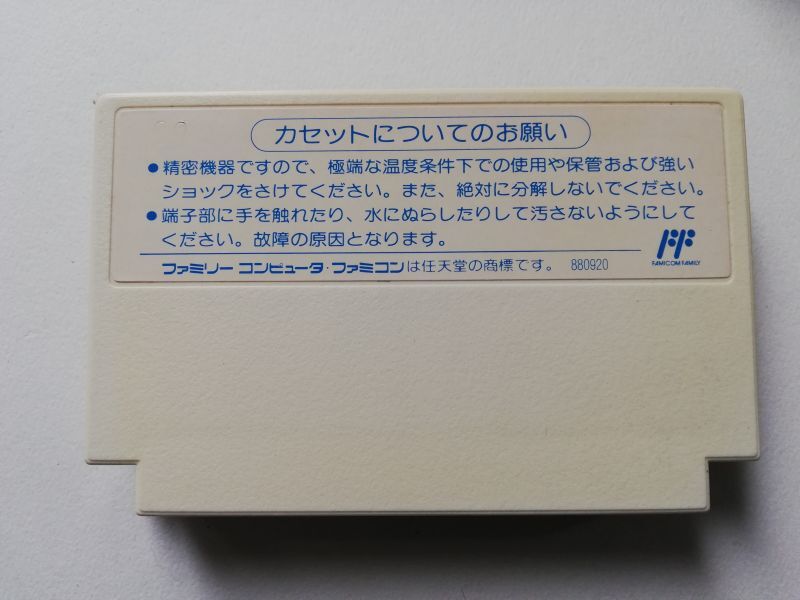 カセットについてのお願い
●精密機器ですので、極端な温度条件下での使用や保管および強い
ショックをさけてください。また、絶対に分解しないでください。
●端子部に手を触れたり、水にぬらしたりして汚さないようにして
ください。故障の原因となります。
ファミリー コンピュータ・ファミコンは任天堂の商標です。 880920
FF
FAMICOM FAMILY